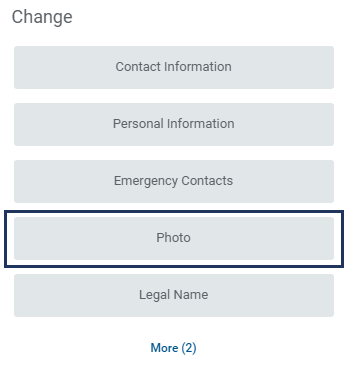 Change
Contact Information
Personal Information
Emergency Contacts
Photo
Legal Name
More (2)